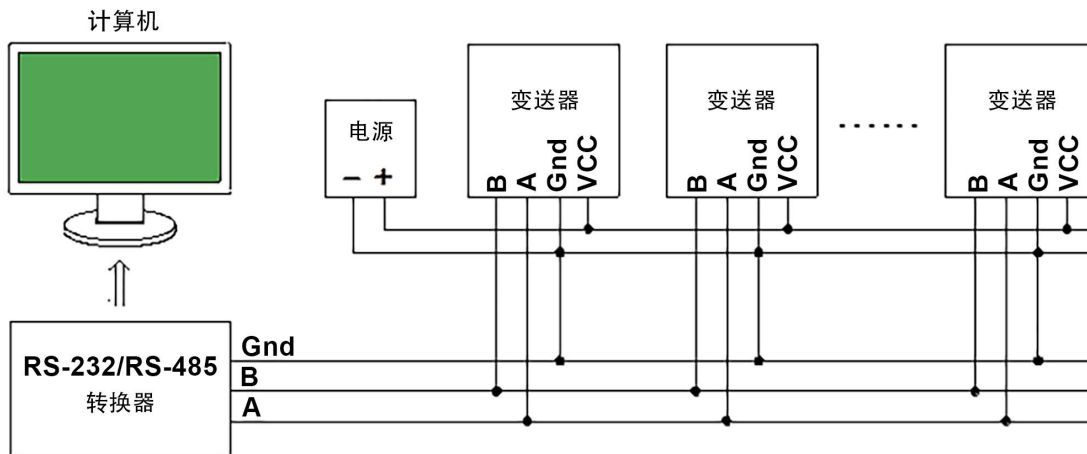 计算机
电源
- +
变送器
B A Gnd VCC
变送器
B A Gnd VCC
......
变送器
B A Gnd VCC
RS-232/RS-485
转换器
Gnd
B
A